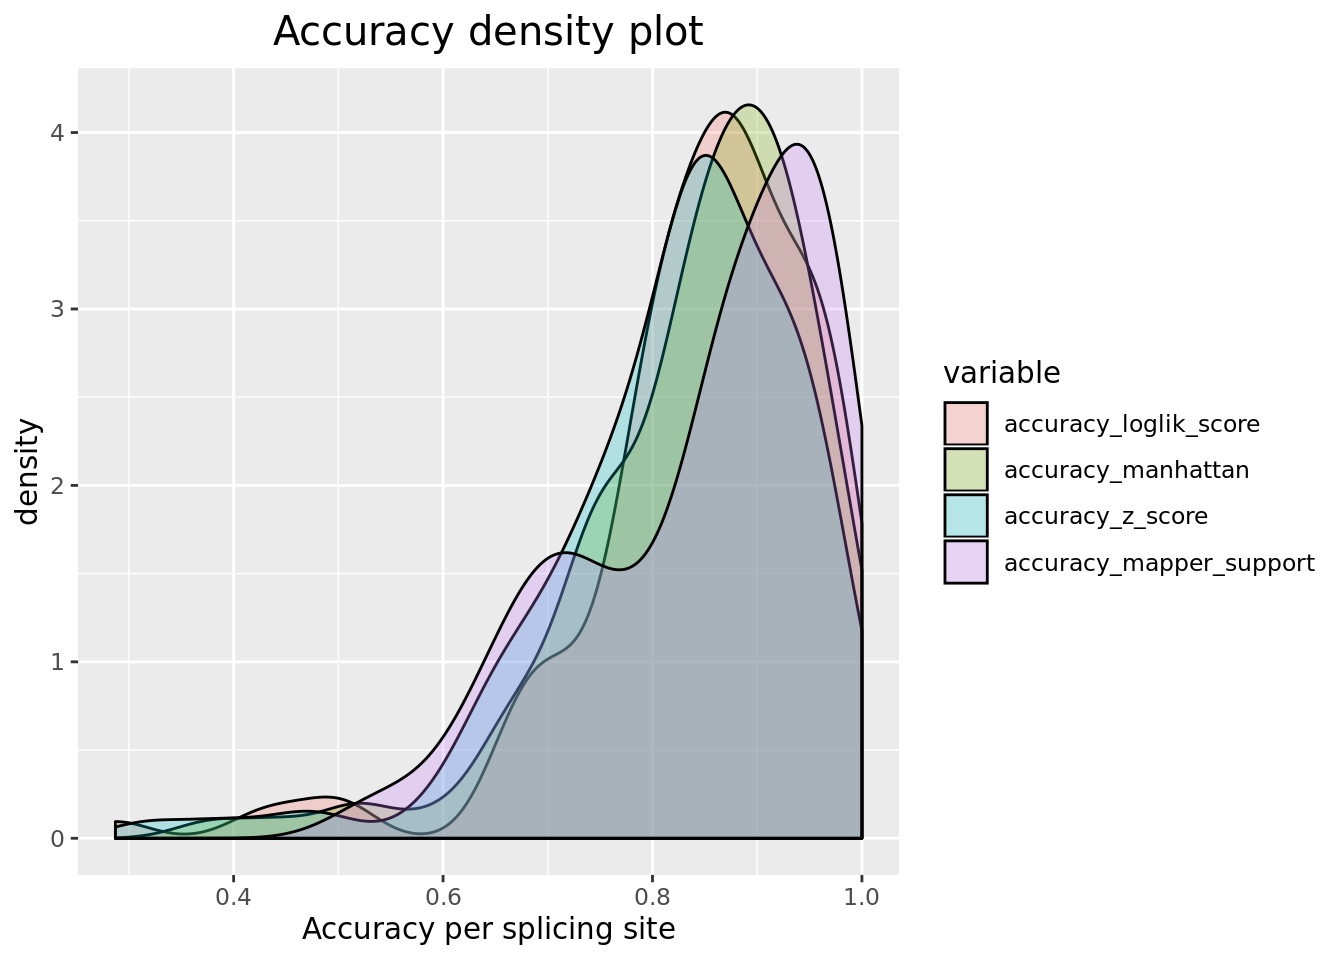 Accuracy density plot
density
4
3
2
1
0
0.4 0.6 0.8 1.0
Accuracy per splicing site
variable
accuracy_loglik_score
accuracy_manhattan
accuracy_z_score
accuracy_mapper_support